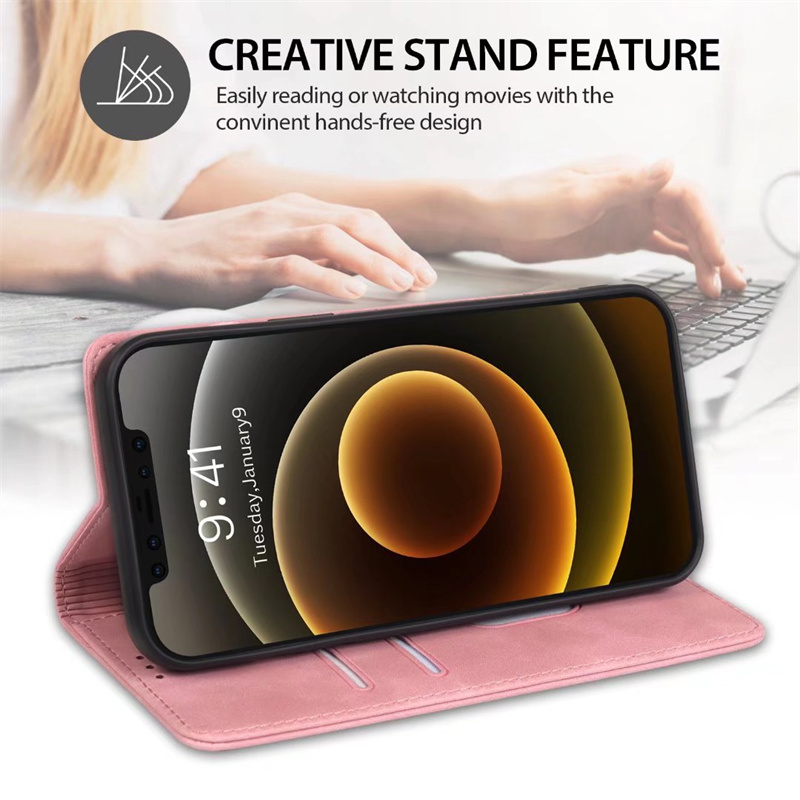 CREATIVE STAND FEATURE
Easily reading or watching movies with the
convinent hands-free design
9:41
Tuesday,January9